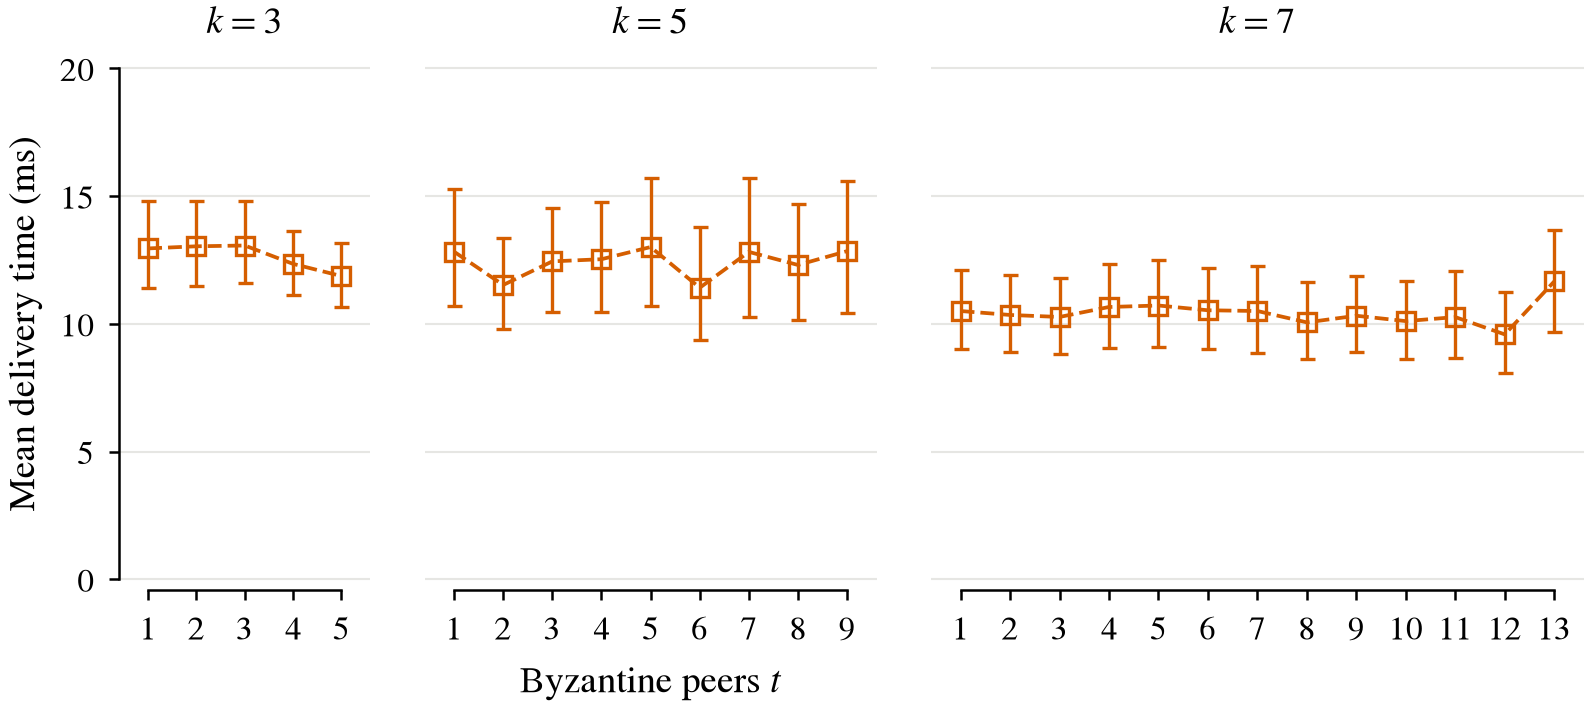 k = 3
k = 5
k = 7
Mean delivery time (ms)
20
15
10
5
0
1 2 3 4 5
1 2 3 4 5 6 7 8 9
1 2 3 4 5 6 7 8 9 10 11 12 13
Byzantine peers t